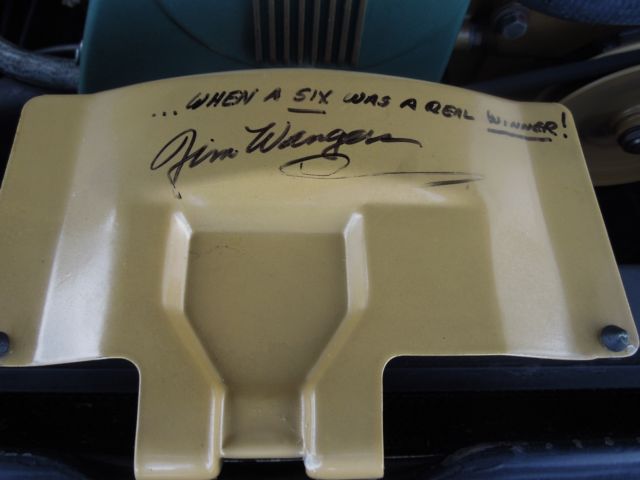 ...WHEN A SIX WAS A REAL WINNER!
Jim Wangers